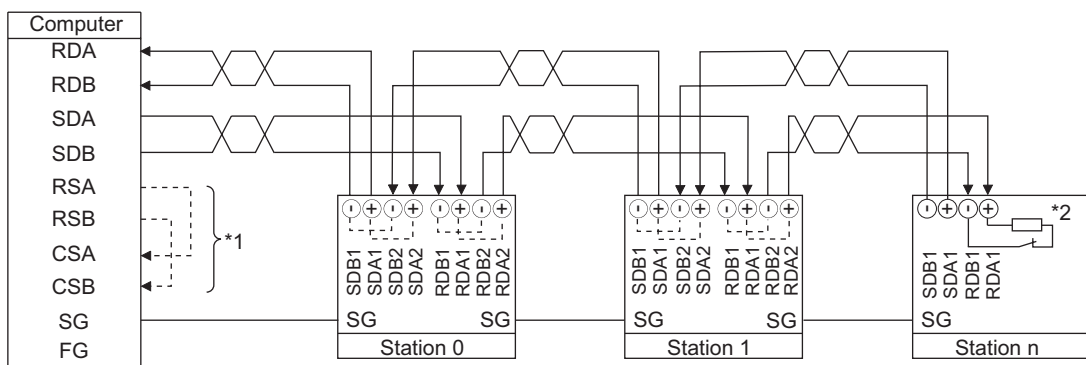 Computer
RDA
RDB
SDA
SDB
RSA
RSB
CSA
CSB
SG
FG
*1
- + - + - + - +
SDB1
SDA1
SDB2
SDA2
RDB1
RDA1
RDB2
RDA2
SG SG
Station 0
- + - + - + - +
SDB1
SDA1
SDB2
SDA2
RDB1
RDA1
RDB2
RDA2
SG SG
Station 1
- + - +
*2
SDB1
SDA1
RDB1
RDA1
SG
Station n